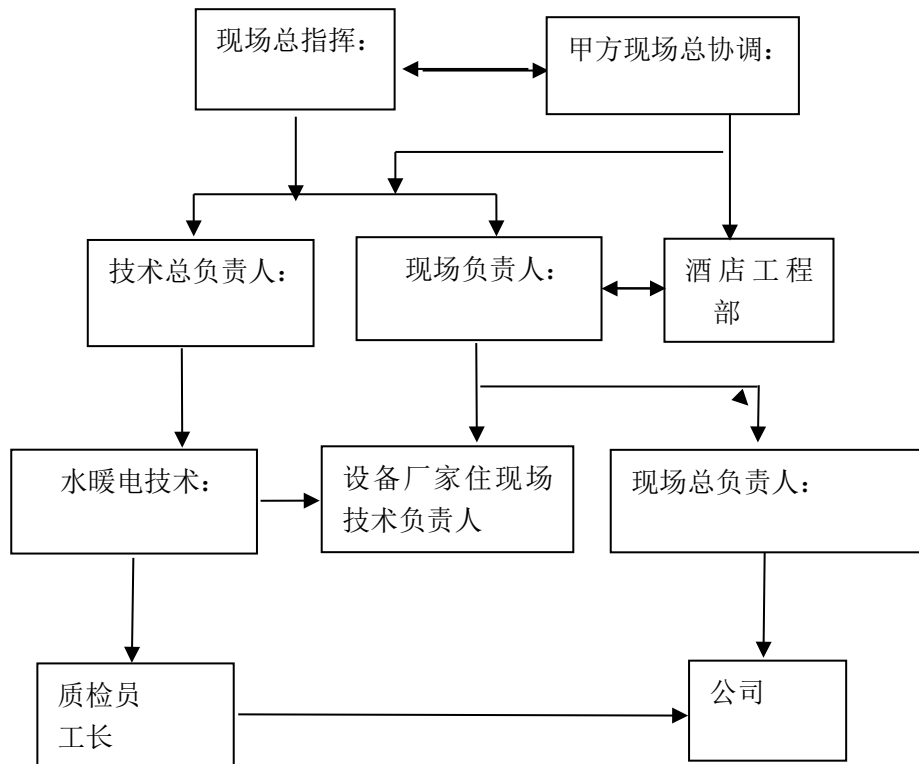 现场总指挥：
甲方现场总协调：
技术总负责人：
现场负责人：
酒店工程
部
水暖电技术：
设备厂家住现场
技术负责人
现场总负责人：
质检员
工长
公司